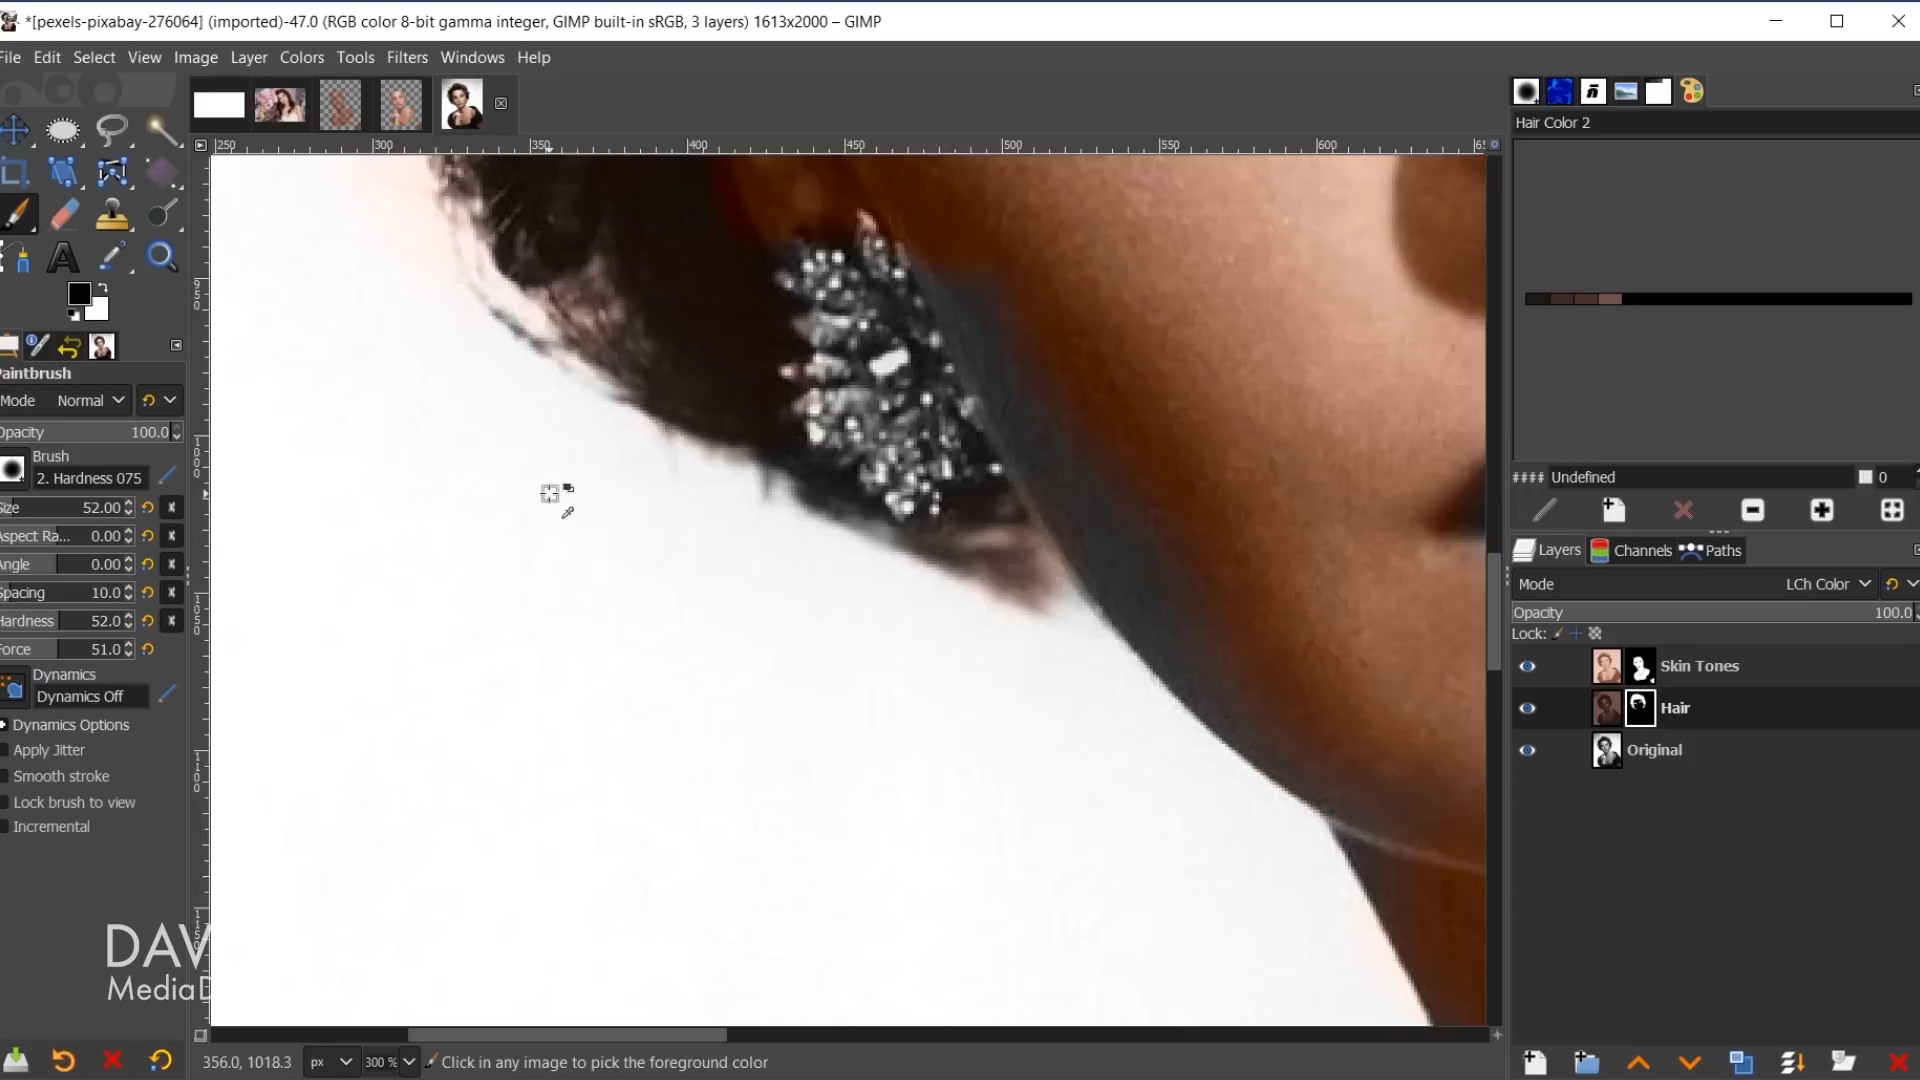 *[pexels-pixabay-276064] (imported)-47.0 (RGB color 8-bit gamma integer, GIMP built-in sRGB, 3 layers) 1613x2000 – GIMP
File Edit Select View Image Layer Colors Tools Filters Windows Help
250 300 350 400 450 500 550 600
950
1000
1050
1100
Paintbrush
Mode Normal
Opacity 100.0
Brush
2. Hardness 075
Size 52.00
Aspect Ra... 0.00
Angle 0.00
Spacing 10.0
Hardness 52.0
Force 51.0
Dynamics
Dynamics Off
Dynamics Options
Apply Jitter
Smooth stroke
Lock brush to view
Incremental
DAV
MediaD
356.0, 1018.3 px 300 % Click in any image to pick the foreground color
Hair Color 2
#### Undefined 0
Layers Channels Paths
Mode LCh Color
Opacity 100.0
Lock:
Skin Tones
Hair
Original